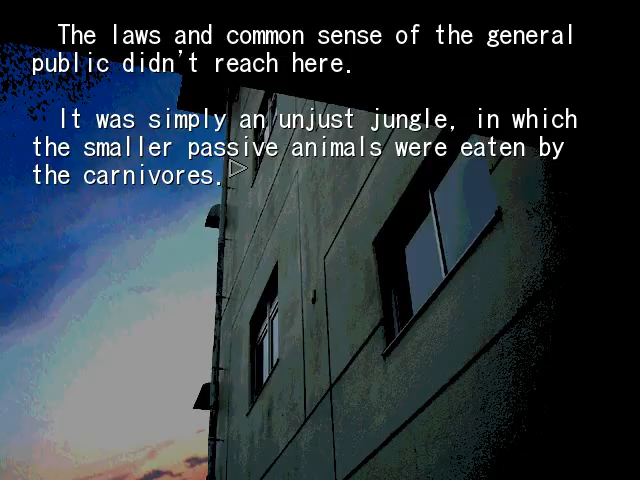 The laws and common sense of the general
public didn't reach here.
It was simply an unjust jungle, in which
the smaller passive animals were eaten by
the carnivores.